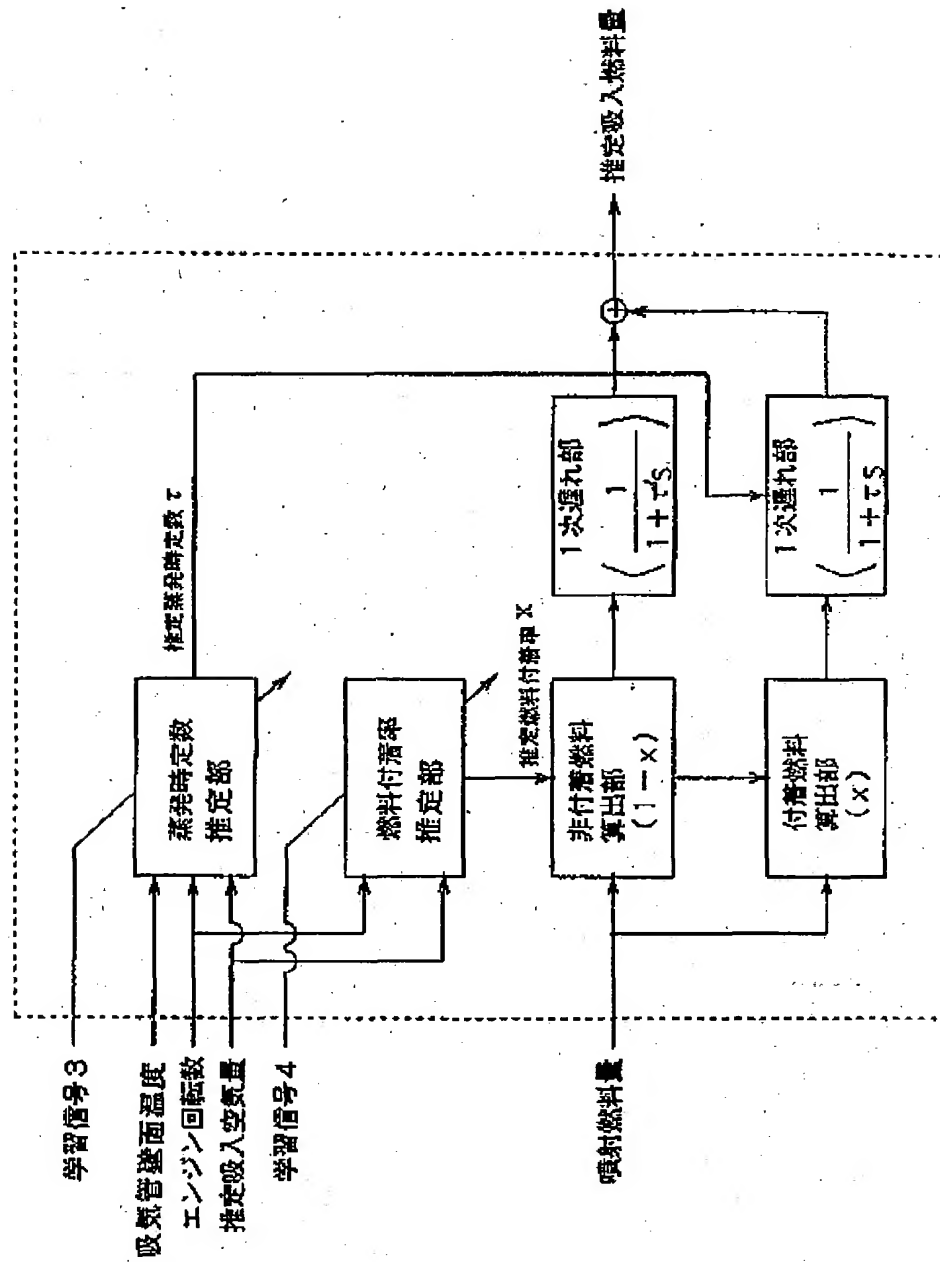 学習信号3
吸気管壁面温度
エンジン回転数
推定吸入空気量
学習信号4
噴射燃料量
蒸発時定数
推定部
燃料付着率
推定部
推定蒸発時定数 τ
推定燃料付着率 X
非付着燃料
算出部
(1-x)
付着燃料
算出部
(x)
1次遅れ部
(1/1+τ'S)
1次遅れ部
(1/1+τS)
+
推定吸入燃料量